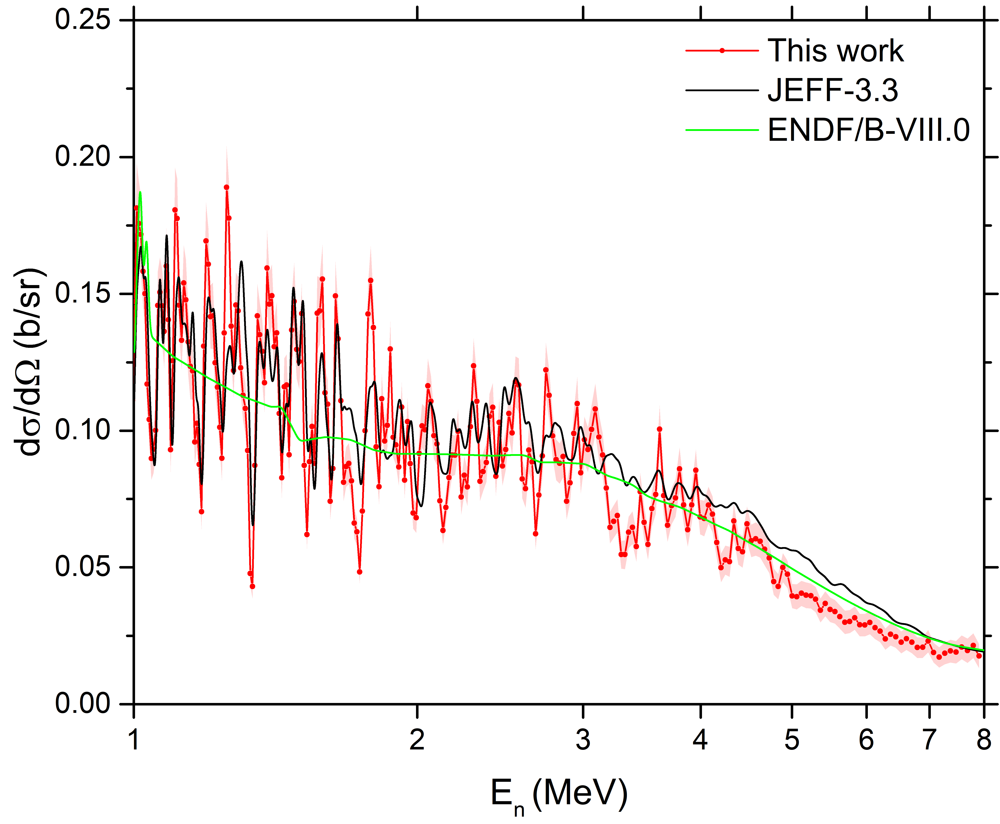 0.25
This work
JEFF-3.3
ENDF/B-VIII.0
0.20
0.15
0.10
0.05
0.00
dσ/dΩ (b/sr)
1 2 3 4 5 6 7 8
En (MeV)